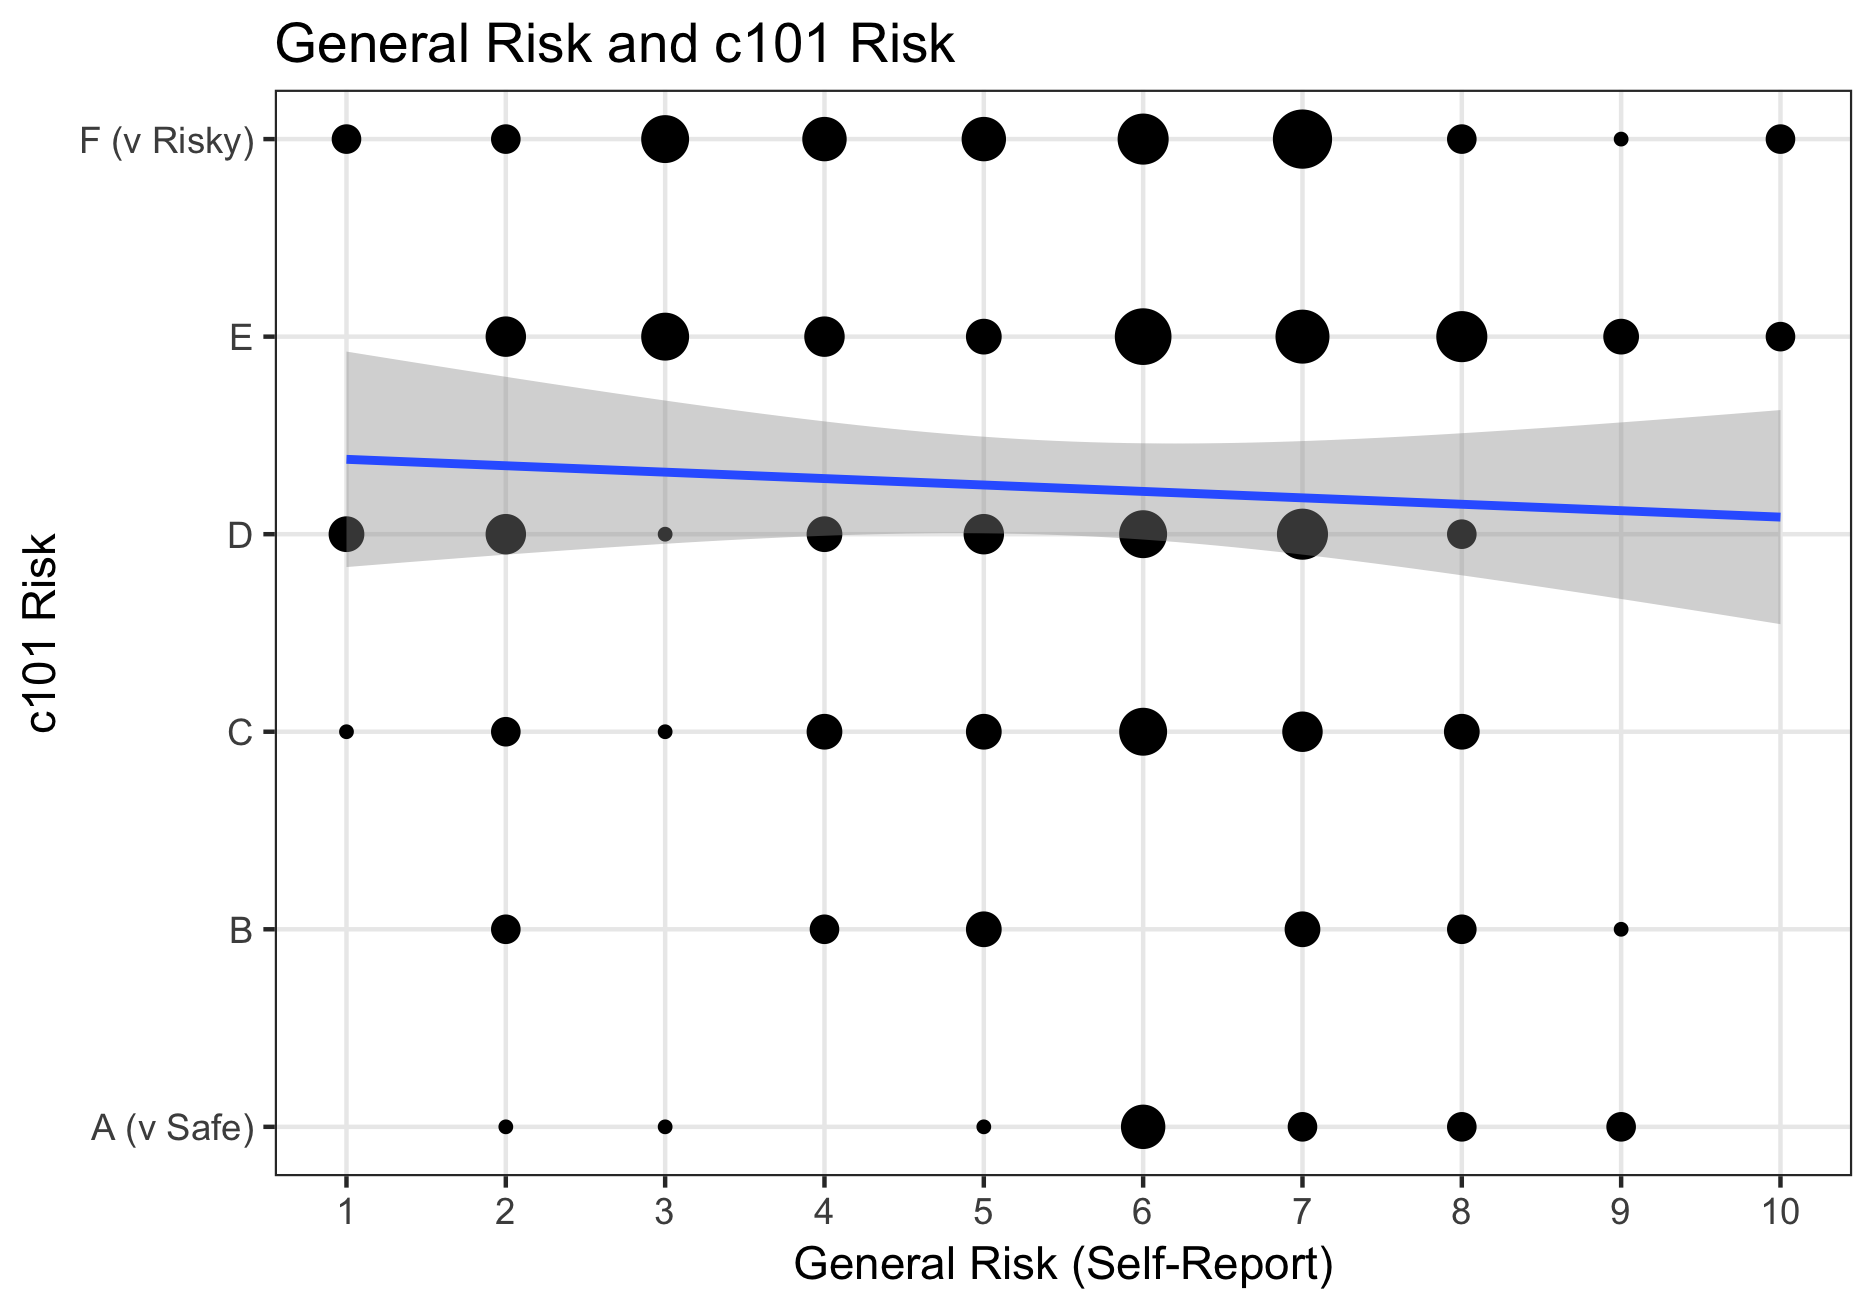 General Risk and c101 Risk
F (v Risky)
E
D
C
B
A (v Safe)
c101 Risk
1 2 3 4 5 6 7 8 9 10
General Risk (Self-Report)